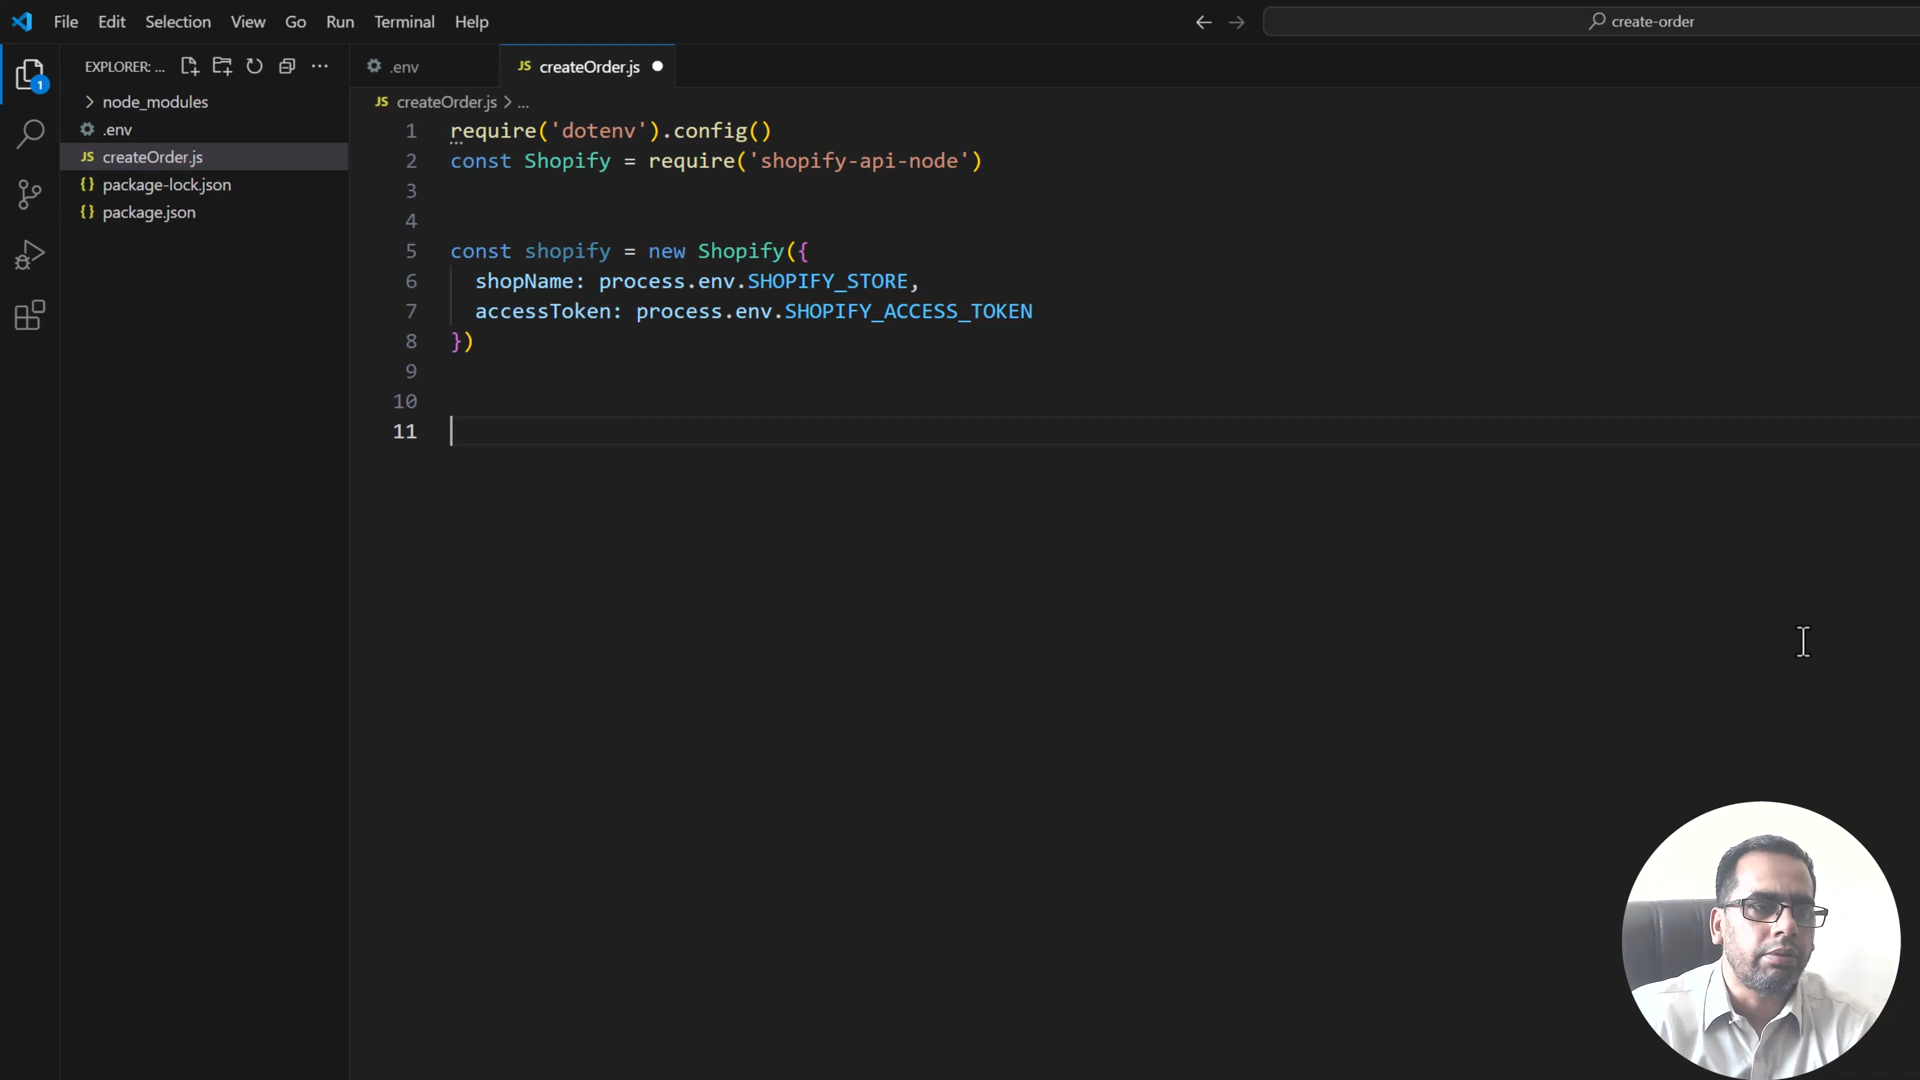 File Edit Selection View Go Run Terminal Help
create-order
EXPLORER: ...
1
node_modules
.env
createOrder.js
package-lock.json
package.json
.env
createOrder.js
createOrder.js > ...
1 require('dotenv').config()
2 const Shopify = require('shopify-api-node')
3
4
5 const shopify = new Shopify({
6 shopName: process.env.SHOPIFY_STORE,
7 accessToken: process.env.SHOPIFY_ACCESS_TOKEN
8 })
9
10
11